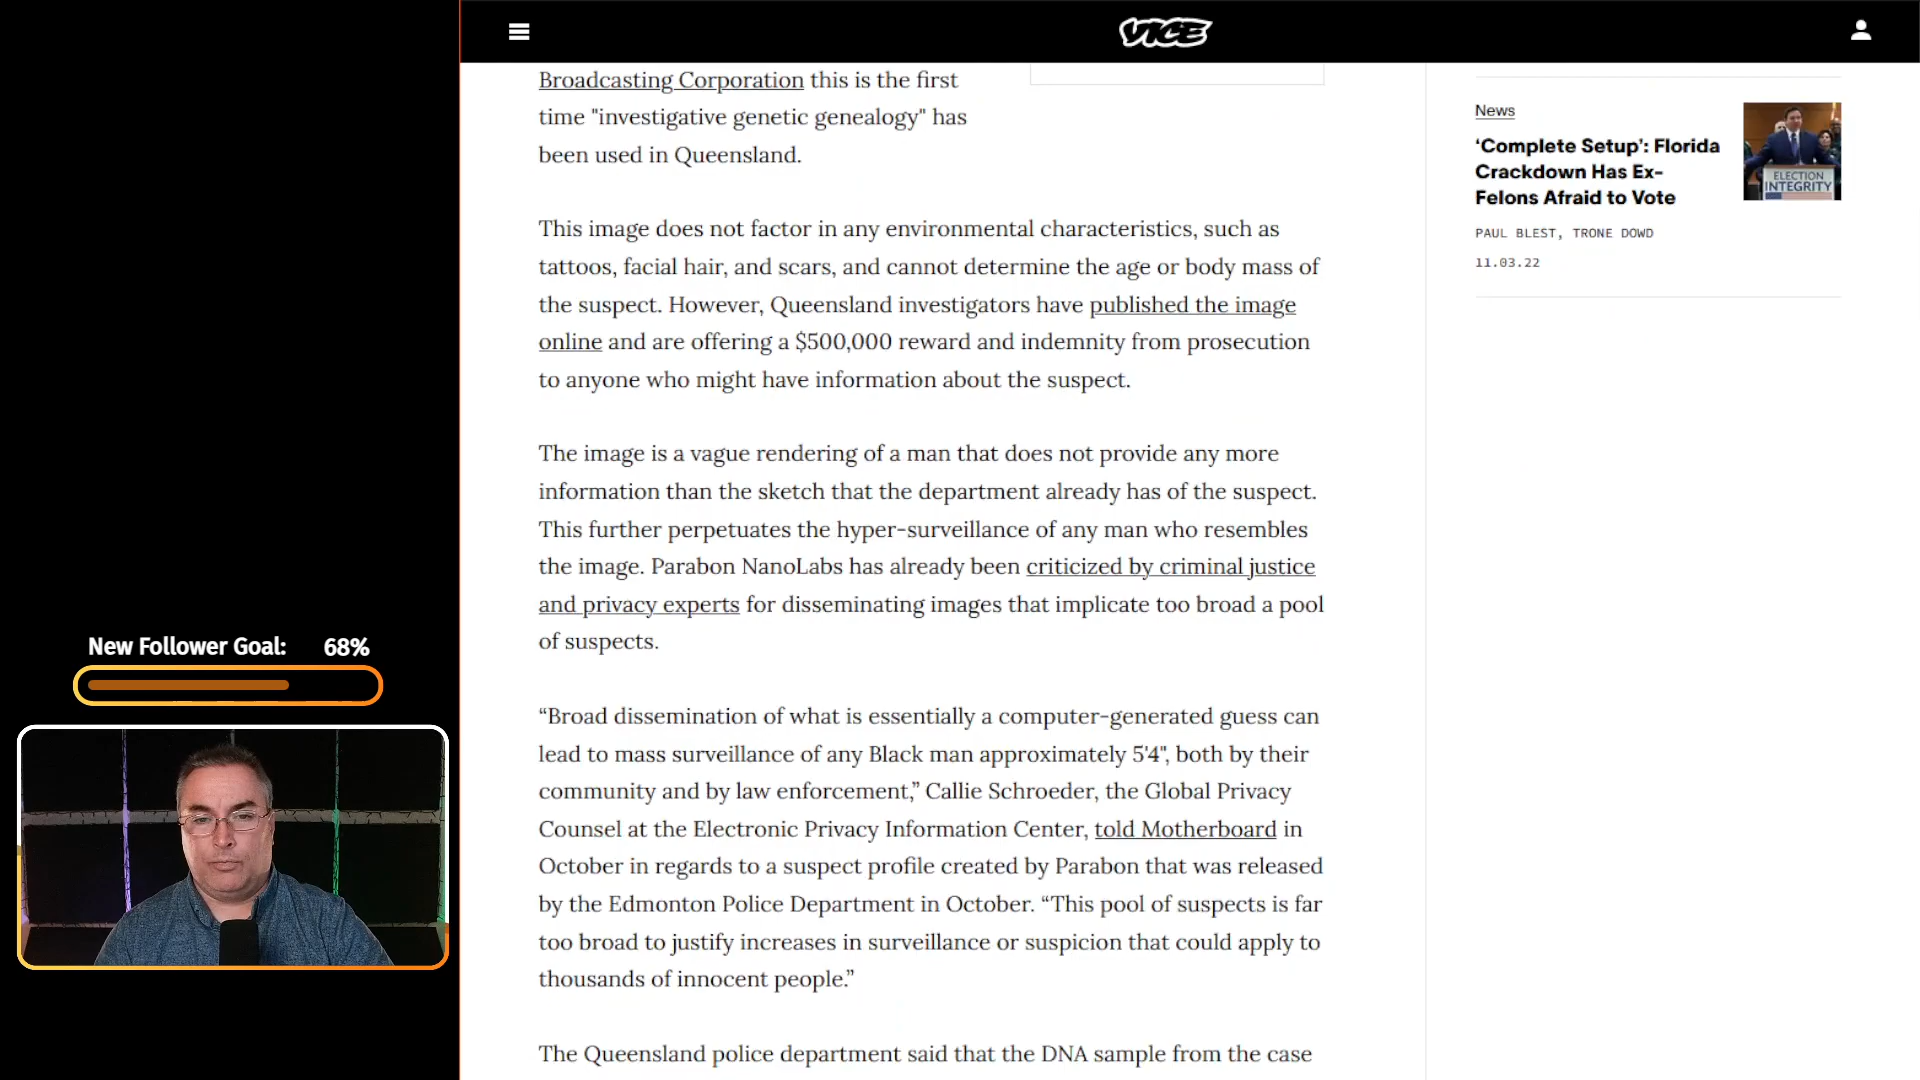 VICE
Broadcasting Corporation this is the first
time "investigative genetic genealogy" has
been used in Queensland.
This image does not factor in any environmental characteristics, such as
tattoos, facial hair, and scars, and cannot determine the age or body mass of
the suspect. However, Queensland investigators have published the image
online and are offering a $500,000 reward and indemnity from prosecution
to anyone who might have information about the suspect.
The image is a vague rendering of a man that does not provide any more
information than the sketch that the department already has of the suspect.
This further perpetuates the hyper-surveillance of any man who resembles
the image. Parabon NanoLabs has already been criticized by criminal justice
and privacy experts for disseminating images that implicate too broad a pool
of suspects.
“Broad dissemination of what is essentially a computer-generated guess can
lead to mass surveillance of any Black man approximately 5'4", both by their
community and by law enforcement,” Callie Schroeder, the Global Privacy
Counsel at the Electronic Privacy Information Center, told Motherboard in
October in regards to a suspect profile created by Parabon that was released
by the Edmonton Police Department in October. “This pool of suspects is far
too broad to justify increases in surveillance or suspicion that could apply to
thousands of innocent people.”
The Queensland police department said that the DNA sample from the case
News
‘Complete Setup’: Florida
Crackdown Has Ex-
Felons Afraid to Vote
PAUL BLEST, TRONE DOWD
11.03.22
ELECTION
INTEGRITY
New Follower Goal: 68%